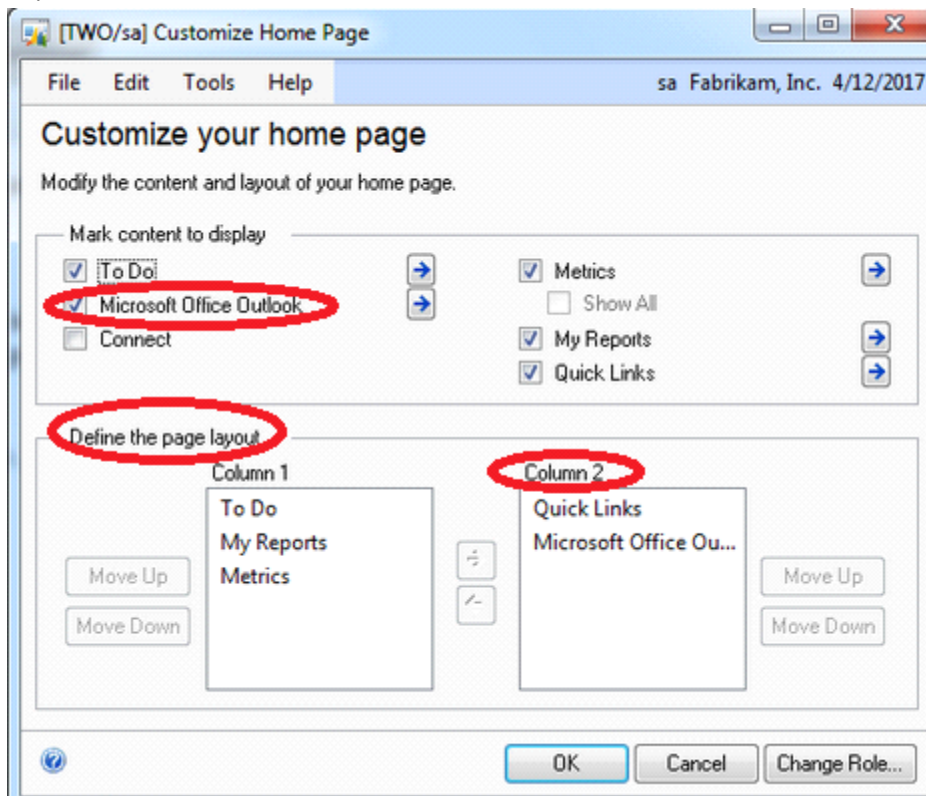 [TWO/sa] Customize Home Page
File Edit Tools Help sa Fabrikam, Inc. 4/12/2017
Customize your home page
Modify the content and layout of your home page.
Mark content to display
To Do
Microsoft Office Outlook
Connect
Metrics
Show All
My Reports
Quick Links
Define the page layout
Column 1
To Do
My Reports
Metrics
Move Up
Move Down
Column 2
Quick Links
Microsoft Office Ou...
Move Up
Move Down
OK Cancel Change Role...